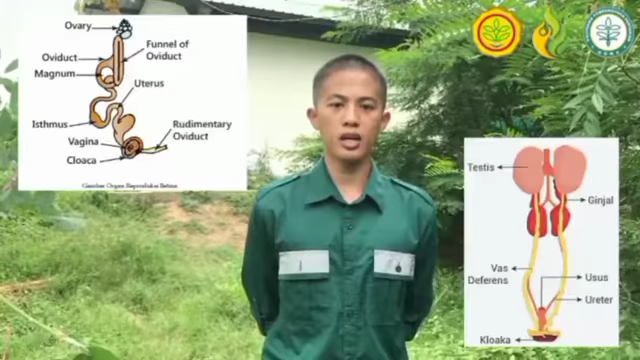 Ovary
Funnel of
Oviduct
Oviduct
Magnum
Uterus
Isthmus
Rudimentary
Oviduct
Vagina
Cloaca
Gambar Organ Reproduksi Betina
Testis
Ginjal
Vas
Deferens
Usus
Ureter
Kloaka